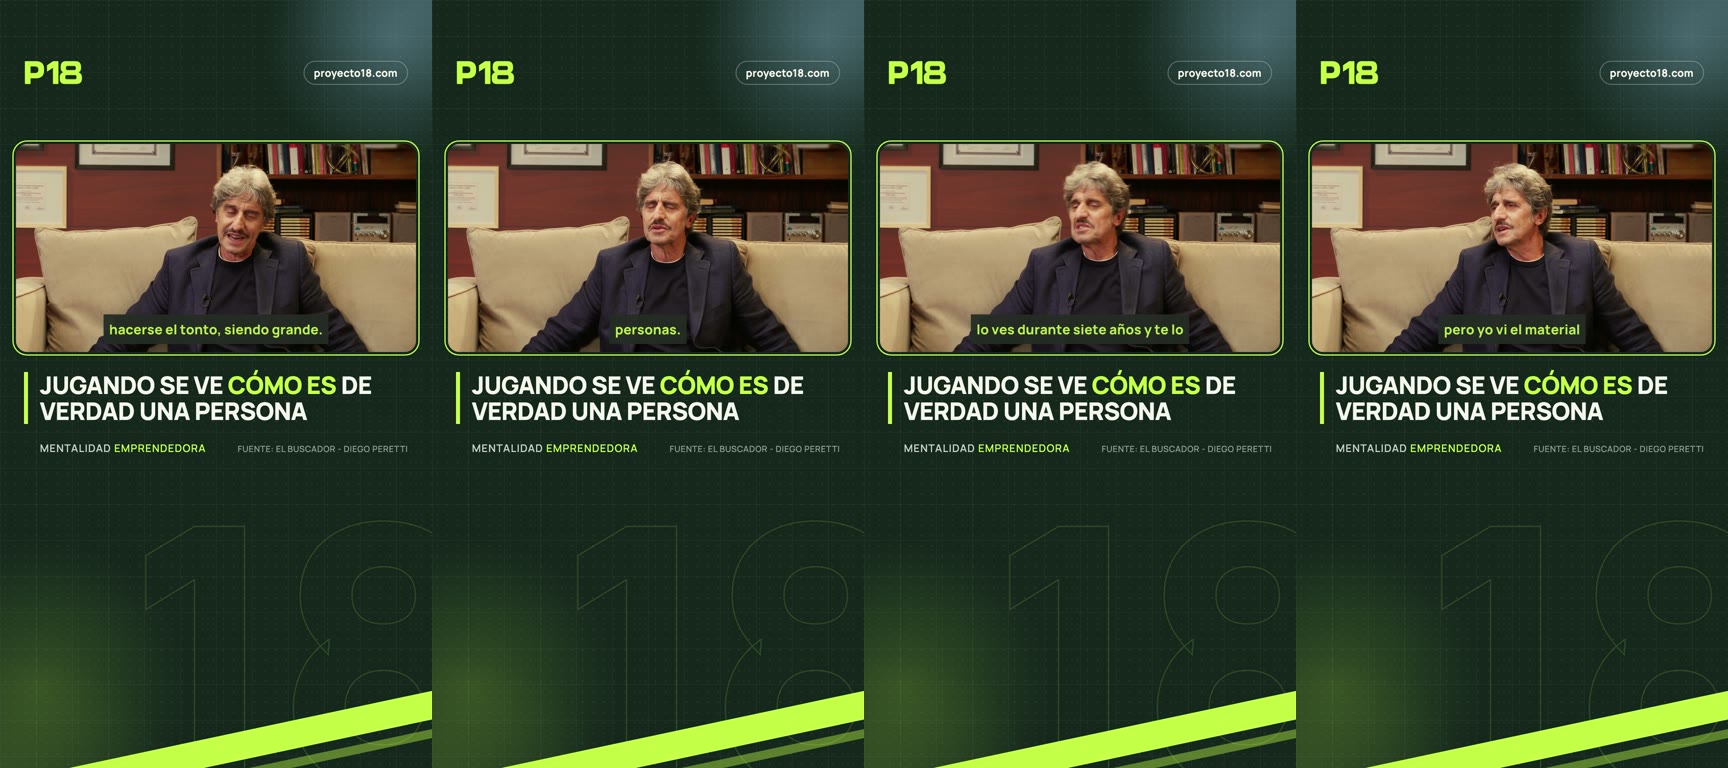 P18
proyecto18.com
hacerse el tonto, siendo grande.
JUGANDO SE VE CÓMO ES DE
VERDAD UNA PERSONA
MENTALIDAD EMPRENDEDORA
FUENTE: EL BUSCADOR - DIEGO PERETTI
18
P18
proyecto18.com
personas.
JUGANDO SE VE CÓMO ES DE
VERDAD UNA PERSONA
MENTALIDAD EMPRENDEDORA
FUENTE: EL BUSCADOR - DIEGO PERETTI
18
P18
proyecto18.com
lo ves durante siete años y te lo
JUGANDO SE VE CÓMO ES DE
VERDAD UNA PERSONA
MENTALIDAD EMPRENDEDORA
FUENTE: EL BUSCADOR - DIEGO PERETTI
18
P18
proyecto18.com
pero yo vi el material
JUGANDO SE VE CÓMO ES DE
VERDAD UNA PERSONA
MENTALIDAD EMPRENDEDORA
FUENTE: EL BUSCADOR - DIEGO PERETTI
18